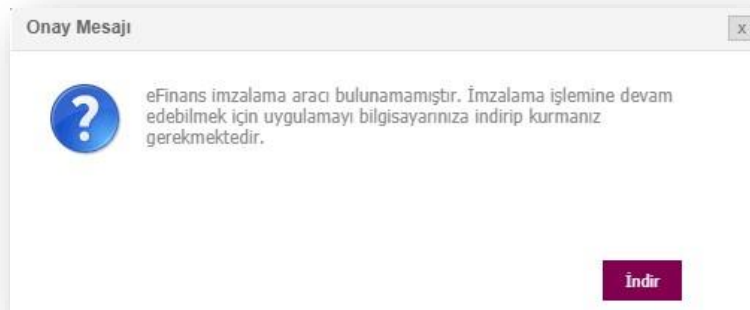 Onay Mesajı
x
eFinans imzalama aracı bulunamamıştır. İmzalama işlemine devam
edebilmek için uygulamayı bilgisayarınıza indirip kurmanız
gerekmektedir.
İndir